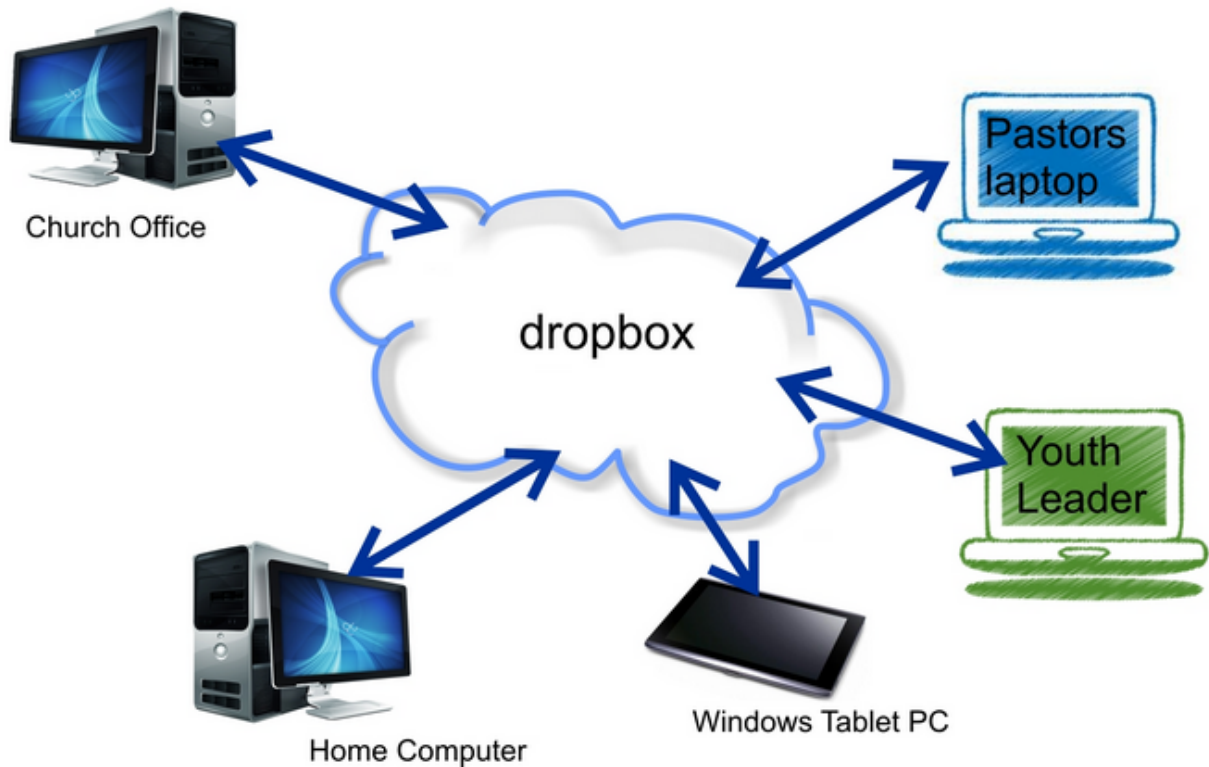 Church Office
Pastors
laptop
dropbox
Youth
Leader
Windows Tablet PC
Home Computer